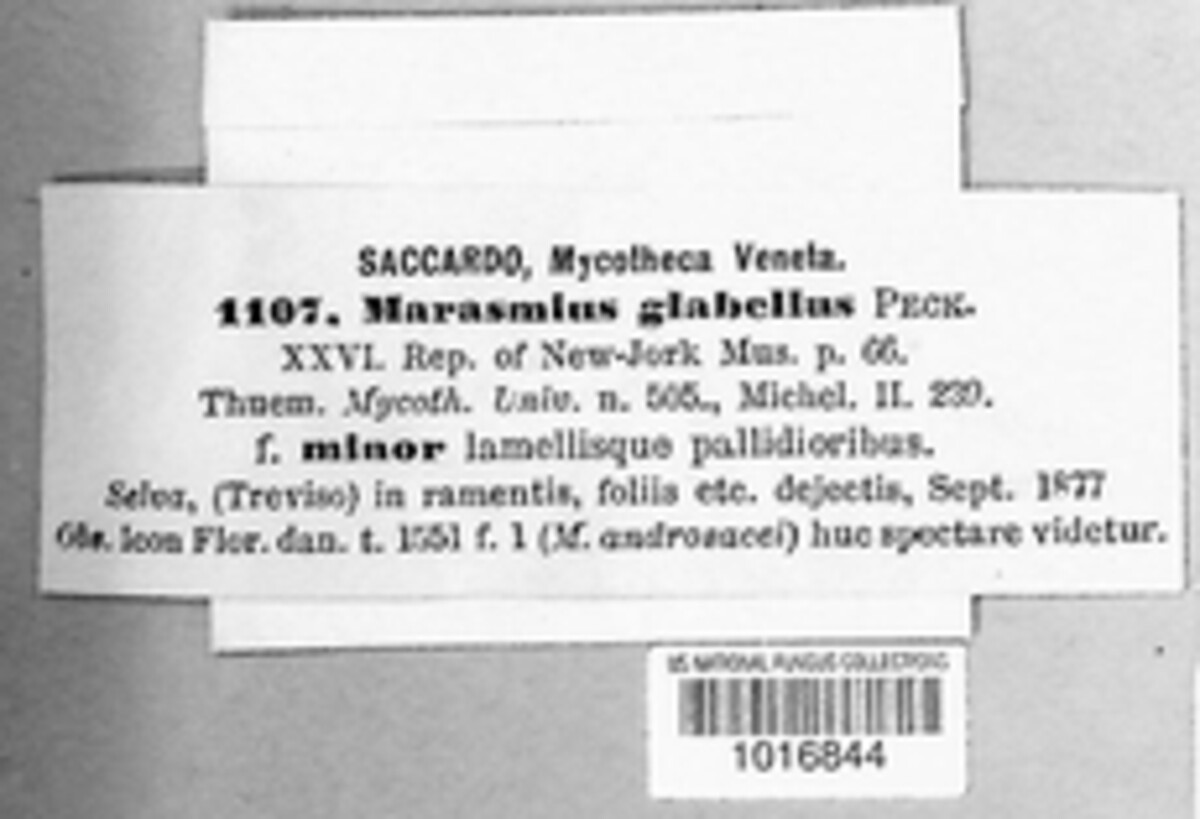 SACCARDO, Mycotheca Veneta.
1107. Marasmius glabellus PECK.
XXVI. Rep. of New-Jork Mus. p. 66.
Thuem. Mycoth. Univ. n. 505., Michel. II. 239.
f. minor lamellisque pallidioribus.
Selva, (Treviso) in ramentis, foliis etc. dejectis, Sept. 1877
Obs. Icon Flor. dan. t. 1551 f. 1 (M. androsacei) huc spectare videtur.
US NATIONAL FUNGUS COLLECTIONS
1016844